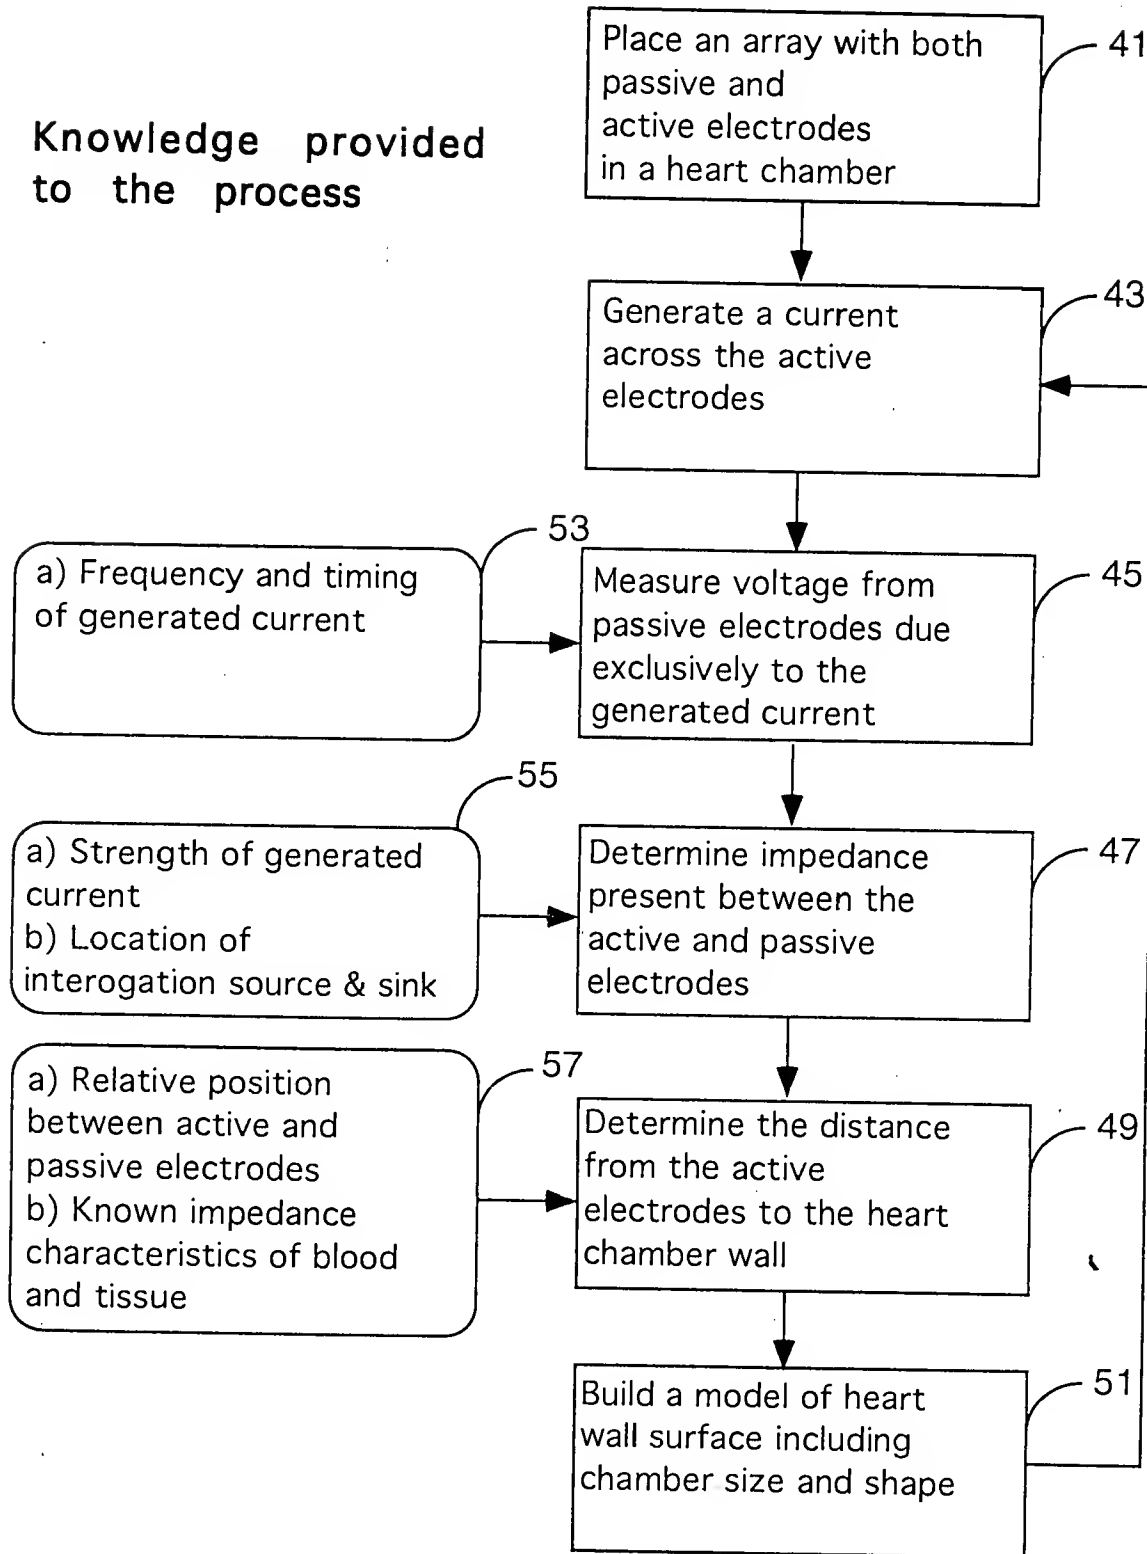 Knowledge provided
to the process
Place an array with both
passive and
active electrodes
in a heart chamber
41
Generate a current
across the active
electrodes
43
a) Frequency and timing
of generated current
53
Measure voltage from
passive electrodes due
exclusively to the
generated current
45
a) Strength of generated
current
b) Location of
interogation source & sink
55
Determine impedance
present between the
active and passive
electrodes
47
a) Relative position
between active and
passive electrodes
b) Known impedance
characteristics of blood
and tissue
57
Determine the distance
from the active
electrodes to the heart
chamber wall
49
Build a model of heart
wall surface including
chamber size and shape
51